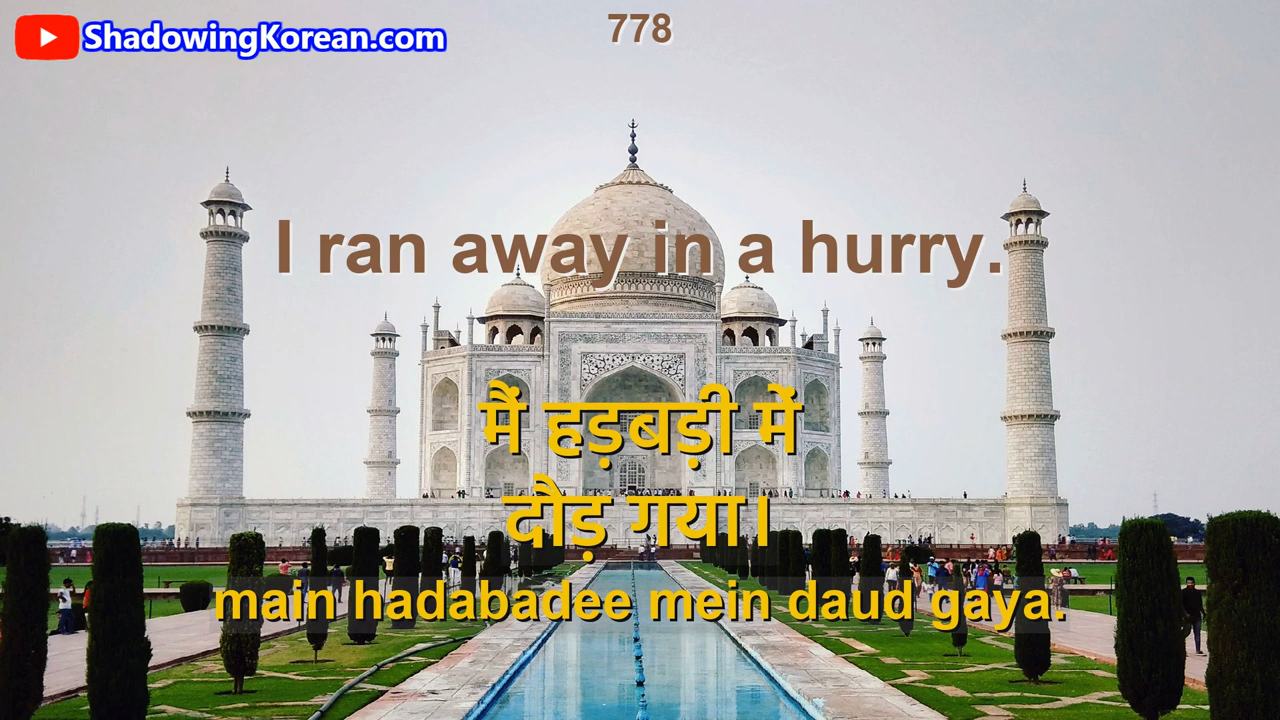 ShadowingKorean.com
778
I ran away in a hurry.
मैं हड़बड़ी में
दौड़ गया।
main hadabadee mein daud gaya.